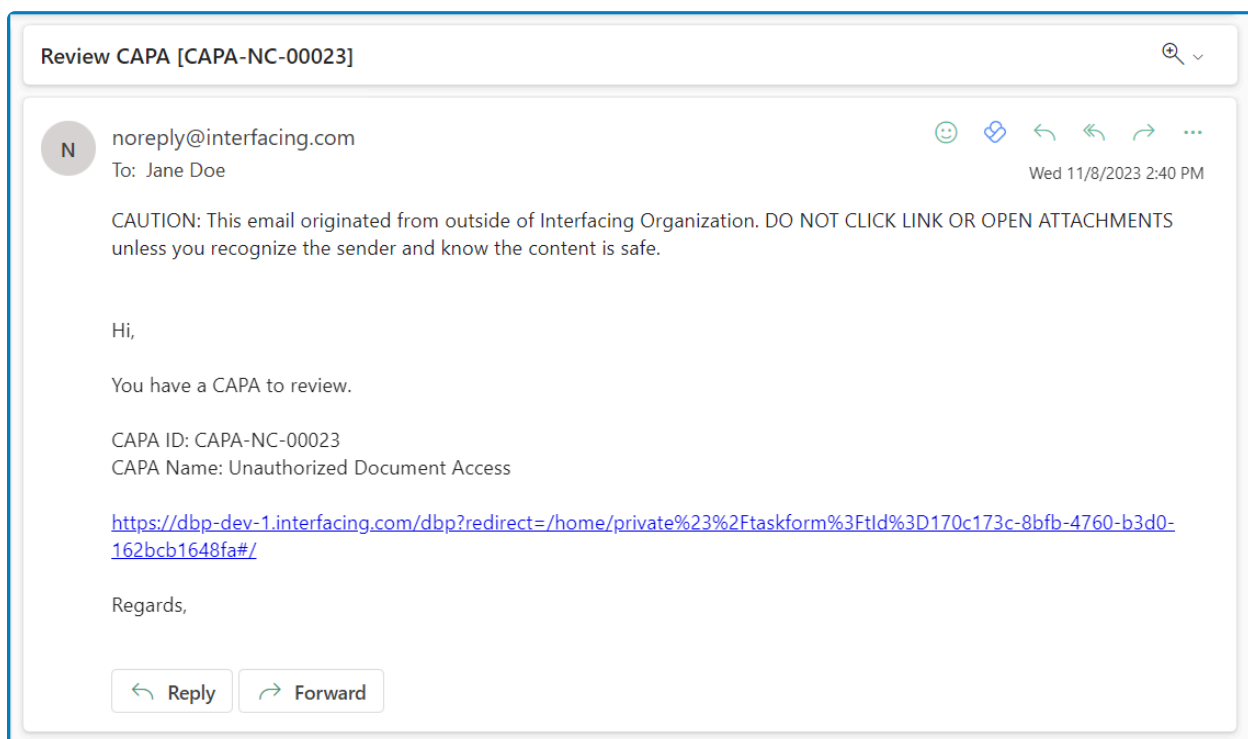 Review CAPA [CAPA-NC-00023]
N
noreply@interfacing.com
To: Jane Doe
Wed 11/8/2023 2:40 PM
CAUTION: This email originated from outside of Interfacing Organization. DO NOT CLICK LINK OR OPEN ATTACHMENTS
unless you recognize the sender and know the content is safe.
Hi,
You have a CAPA to review.
CAPA ID: CAPA-NC-00023
CAPA Name: Unauthorized Document Access
https://dbp-dev-1.interfacing.com/dbp?redirect=/home/private%23%2Ftaskform%3FtId%3D170c173c-8bfb-4760-b3d0-
162bcb1648fa#/
Regards,
Reply
Forward